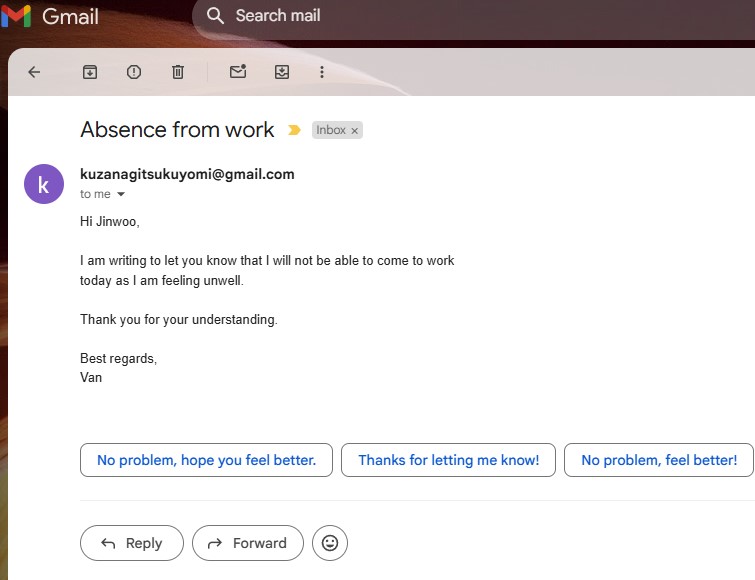 Gmail
Search mail
Absence from work
Inbox x
kuzanagitsukuyomi@gmail.com
to me
Hi Jinwoo,
I am writing to let you know that I will not be able to come to work
today as I am feeling unwell.
Thank you for your understanding.
Best regards,
Van
k
No problem, hope you feel better.
Thanks for letting me know!
No problem, feel better!
Reply
Forward